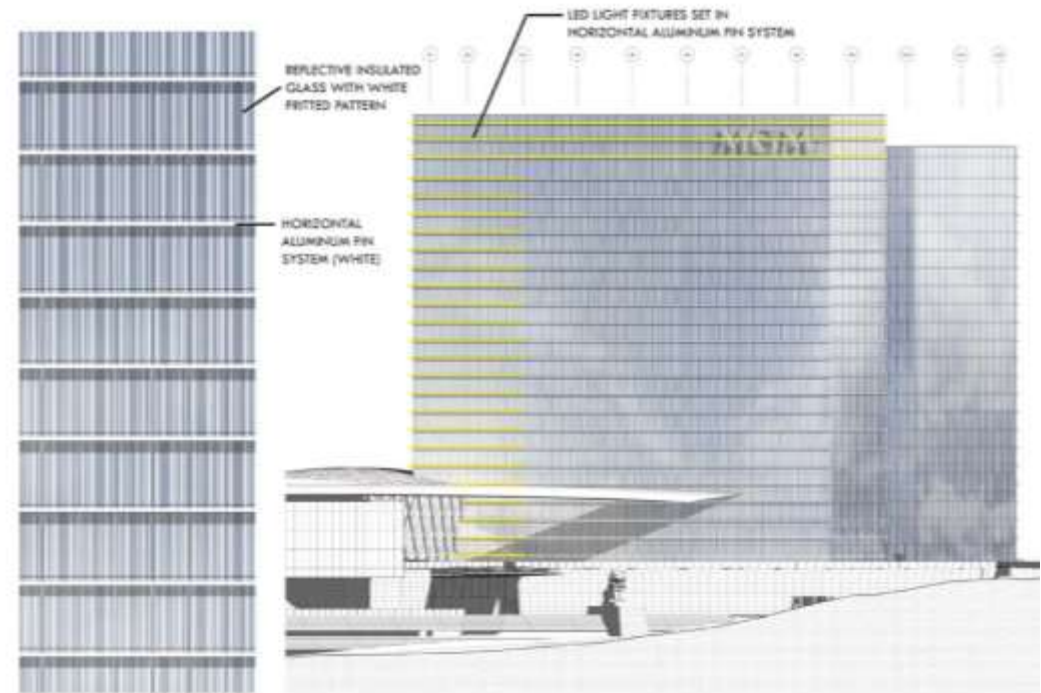 LED LIGHT FIXTURES SET IN
HORIZONTAL ALUMINUM FIN SYSTEM
REFLECTIVE INSULATED
GLASS WITH WHITE
FRITTED PATTERN
MGM
HORIZONTAL
ALUMINUM FIN
SYSTEM (WHITE)